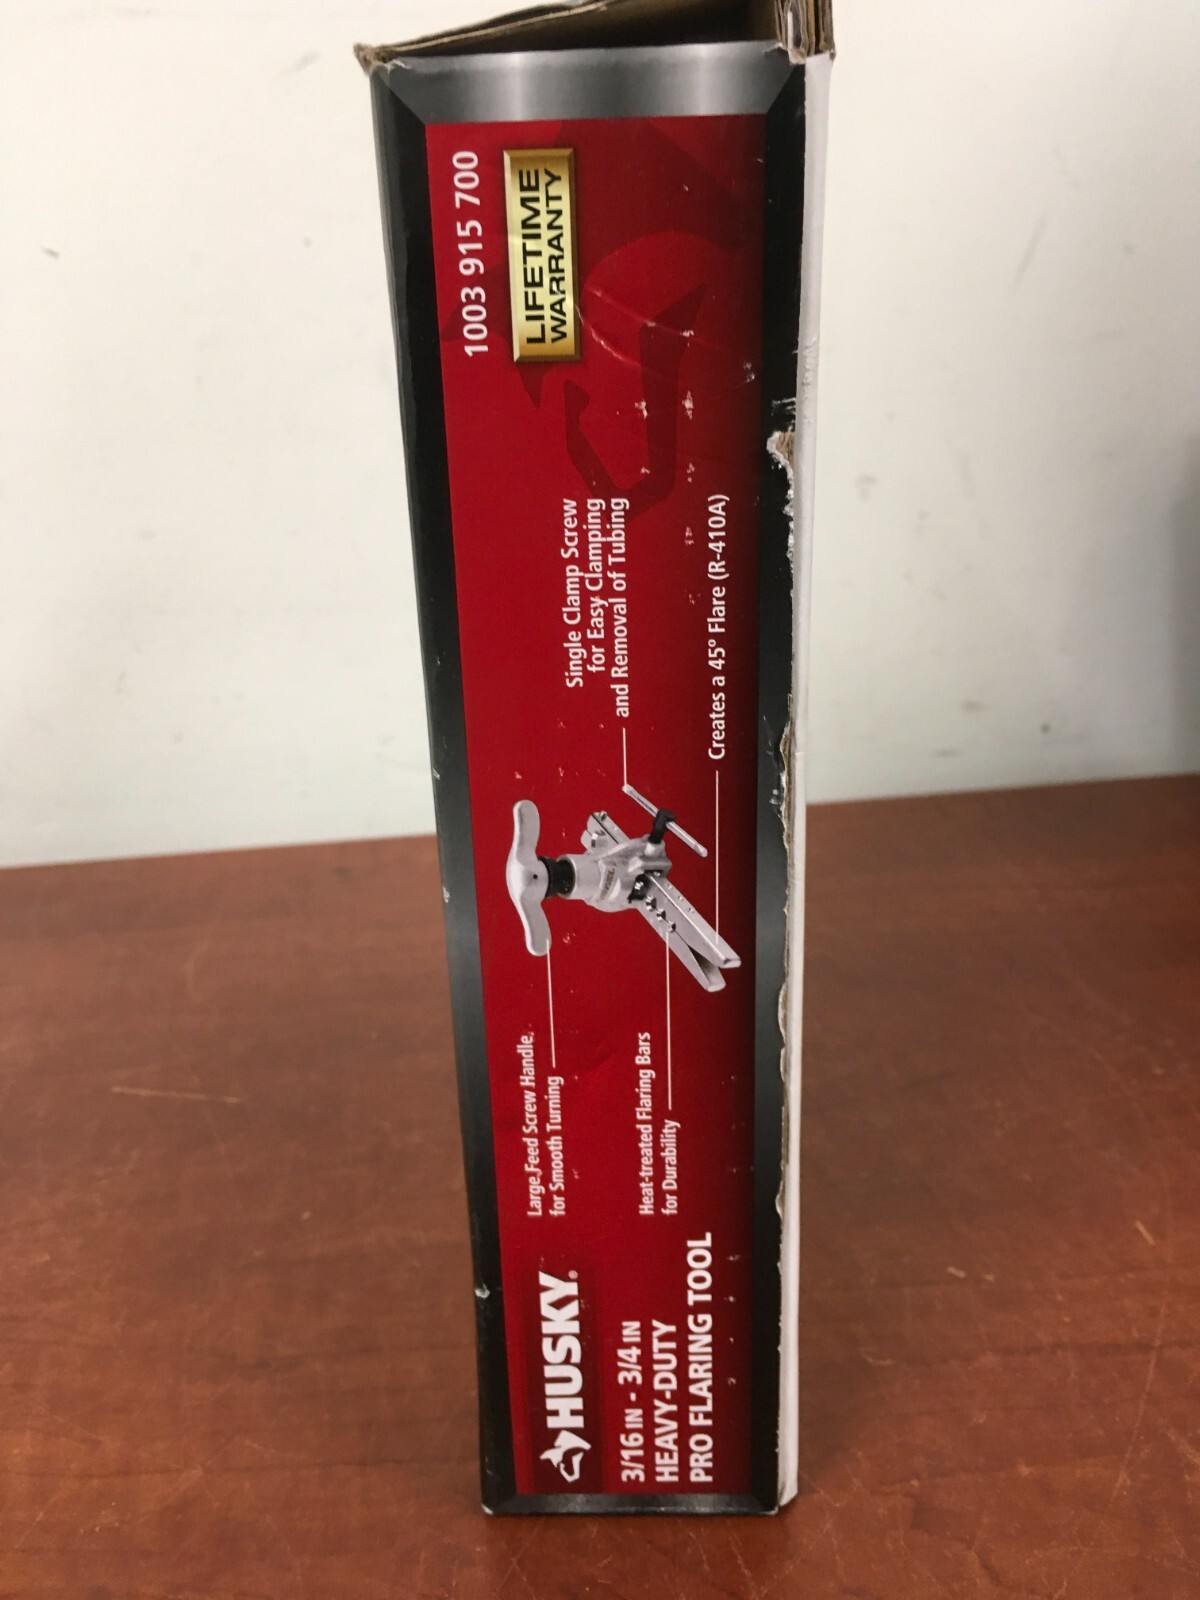 HUSKY®
3/16 IN - 3/4 IN
HEAVY-DUTY
PRO FLARING TOOL
Large Feed Screw Handle
for Smooth Turning
Heat-treated Flaring Bars
for Durability
Single Clamp Screw
for Easy Clamping
and Removal of Tubing
Creates a 45° Flare (R-410A)
1003 915 700
LIFETIME
WARRANTY